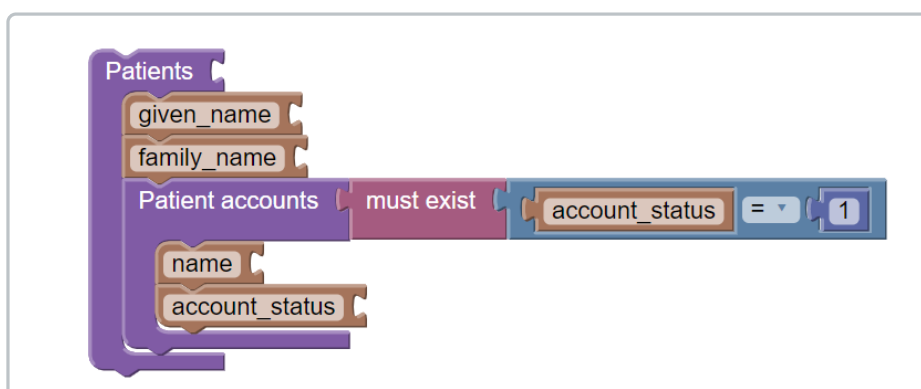 Patients
given_name
family_name
Patient accounts must exist account_status = 1
name
account_status